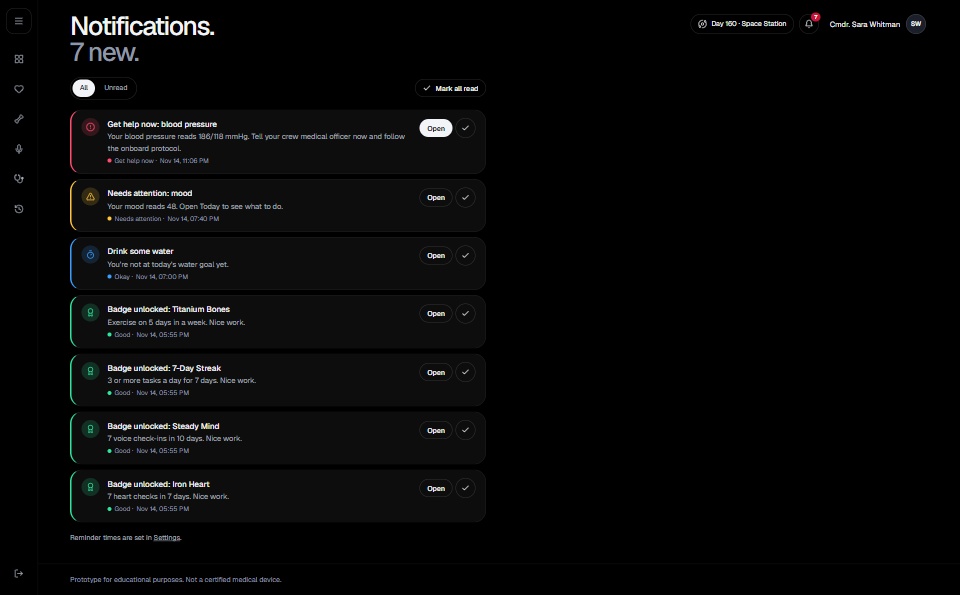 Notifications.
7 new.
Day 160 · Space Station
7
Cmdr. Sara Whitman
SW
All
Unread
Mark all read
Get help now: blood pressure
Your blood pressure reads 186/118 mmHg. Tell your crew medical officer now and follow
the onboard protocol.
Get help now · Nov 14, 11:06 PM
Open
Needs attention: mood
Your mood reads 48. Open Today to see what to do.
Needs attention · Nov 14, 07:40 PM
Open
Drink some water
You're not at today's water goal yet.
Okay · Nov 14, 07:00 PM
Open
Badge unlocked: Titanium Bones
Exercise on 5 days in a week. Nice work.
Good · Nov 14, 05:55 PM
Open
Badge unlocked: 7-Day Streak
3 or more tasks a day for 7 days. Nice work.
Good · Nov 14, 05:55 PM
Open
Badge unlocked: Steady Mind
7 voice check-ins in 10 days. Nice work.
Good · Nov 14, 05:55 PM
Open
Badge unlocked: Iron Heart
7 heart checks in 7 days. Nice work.
Good · Nov 14, 05:55 PM
Open
Reminder times are set in Settings.
Prototype for educational purposes. Not a certified medical device.